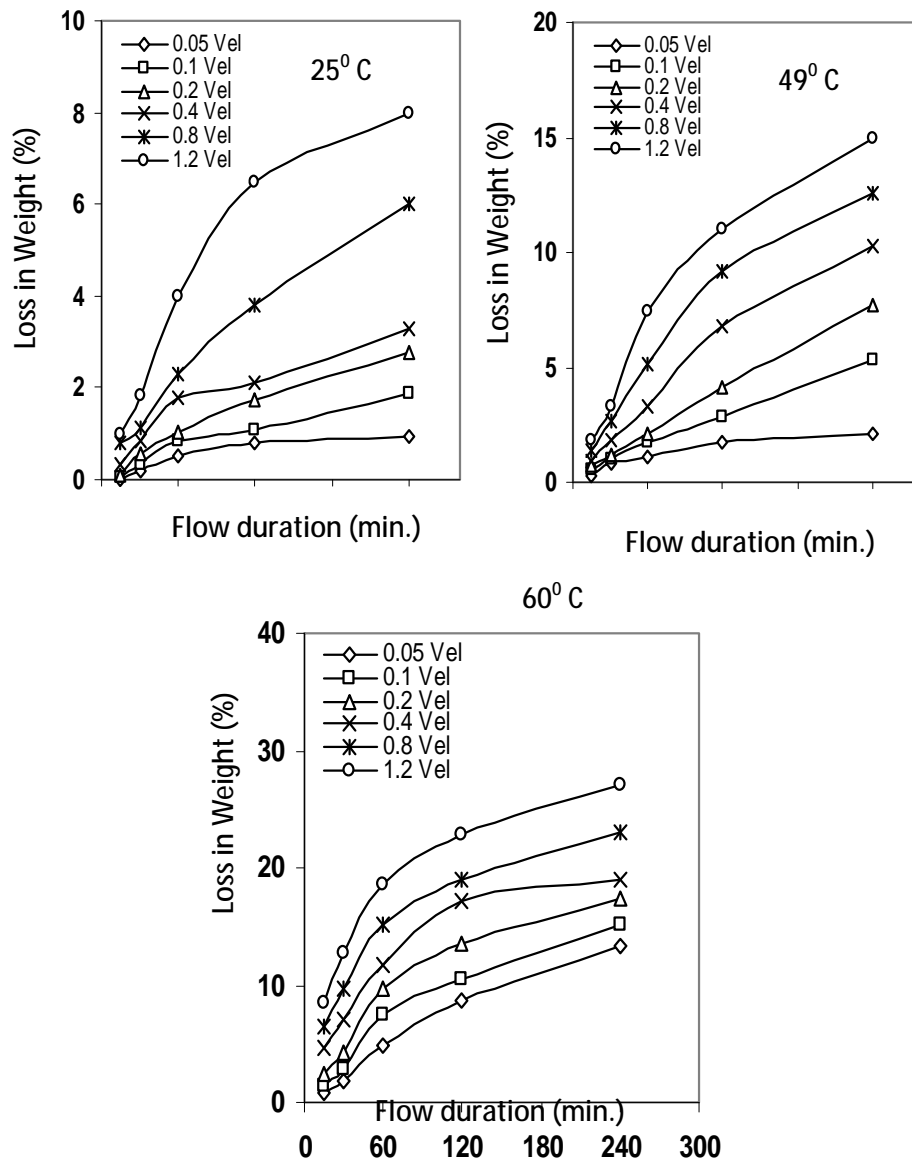 10
8
6
4
2
0
Loss in Weight (%)
0.05 Vel
0.1 Vel
0.2 Vel
0.4 Vel
0.8 Vel
1.2 Vel
25⁰ C
Flow duration (min.)
20
15
10
5
0
Loss in Weight (%)
0.05 Vel
0.1 Vel
0.2 Vel
0.4 Vel
0.8 Vel
1.2 Vel
49⁰ C
Flow duration (min.)
60⁰ C
40
30
20
10
0
Loss in Weight (%)
0.05 Vel
0.1 Vel
0.2 Vel
0.4 Vel
0.8 Vel
1.2 Vel
Flow duration (min.)
0 60 120 180 240 300